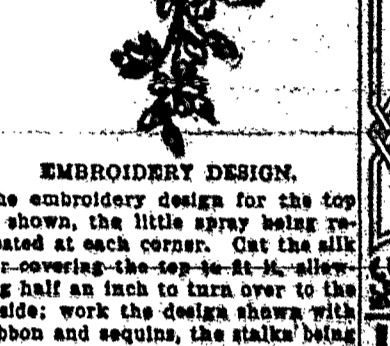 EMBROIDERY DESIGN.
he embroidery design for the top
shown, the little spray being re-
eated at each corner. Cut the silk
r covering the top to fit it, allow-
g half an inch to turn over to the
side; work the design shown with
bbon and sequins, the stalks being